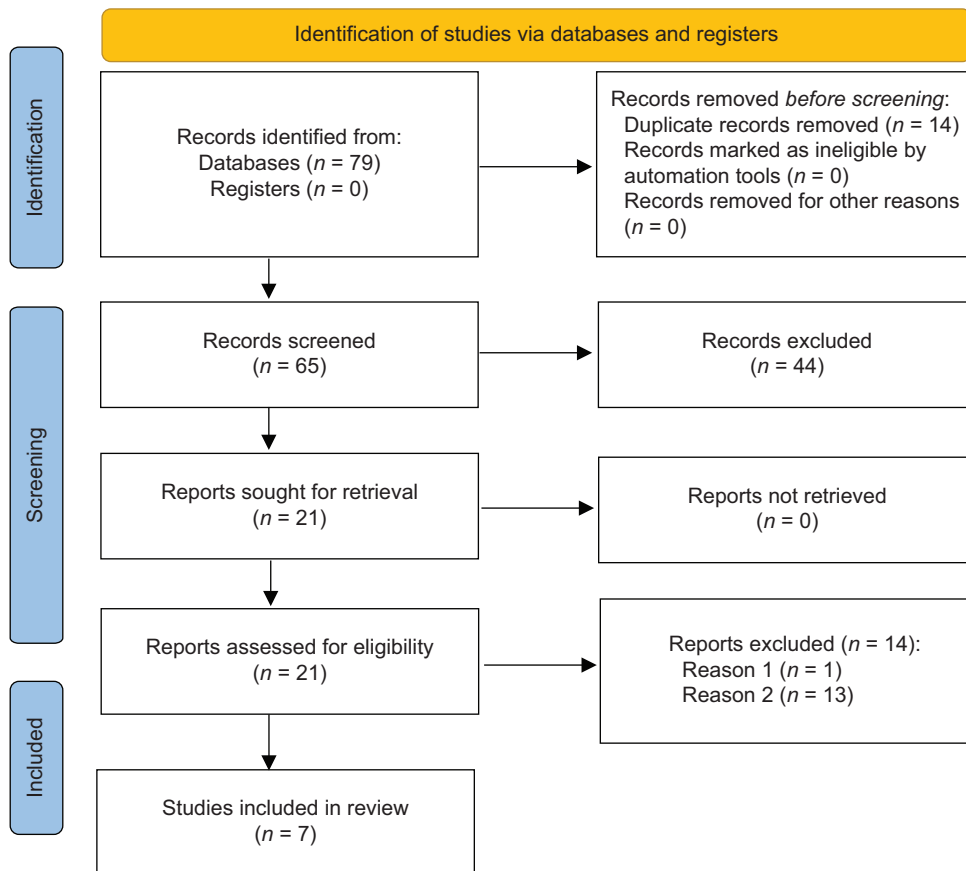 Identification of studies via databases and registers
Identification
Records identified from:
Databases (n = 79)
Registers (n = 0)
Records removed before screening:
Duplicate records removed (n = 14)
Records marked as ineligible by
automation tools (n = 0)
Records removed for other reasons
(n = 0)
Screening
Records screened
(n = 65)
Records excluded
(n = 44)
Reports sought for retrieval
(n = 21)
Reports not retrieved
(n = 0)
Reports assessed for eligibility
(n = 21)
Reports excluded (n = 14):
Reason 1 (n = 1)
Reason 2 (n = 13)
Included
Studies included in review
(n = 7)